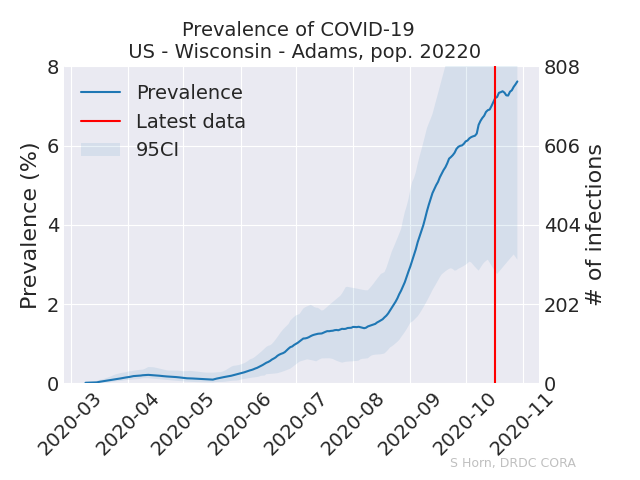 Prevalence of COVID-19
US - Wisconsin - Adams, pop. 20220
Prevalence
Latest data
95CI
Prevalence (%)
0
2
4
6
8
# of infections
0
202
404
606
808
2020-03
2020-04
2020-05
2020-06
2020-07
2020-08
2020-09
2020-10
2020-11
S Horn, DRDC CORA